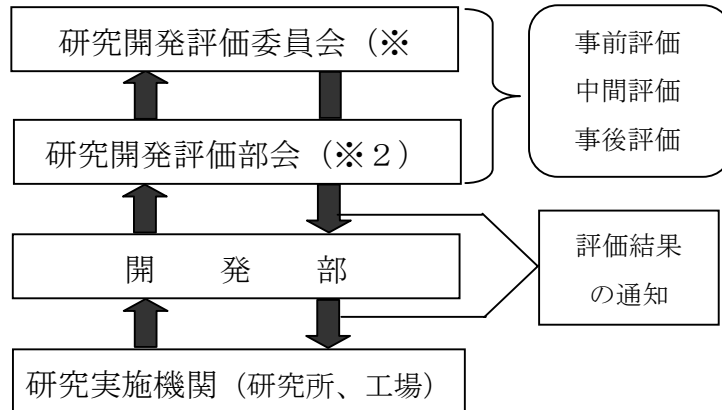 研究開発評価委員会（※
事前評価
中間評価
事後評価
研究開発評価部会（※２）
開　発　部
評価結果
の通知
研究実施機関（研究所、工場）